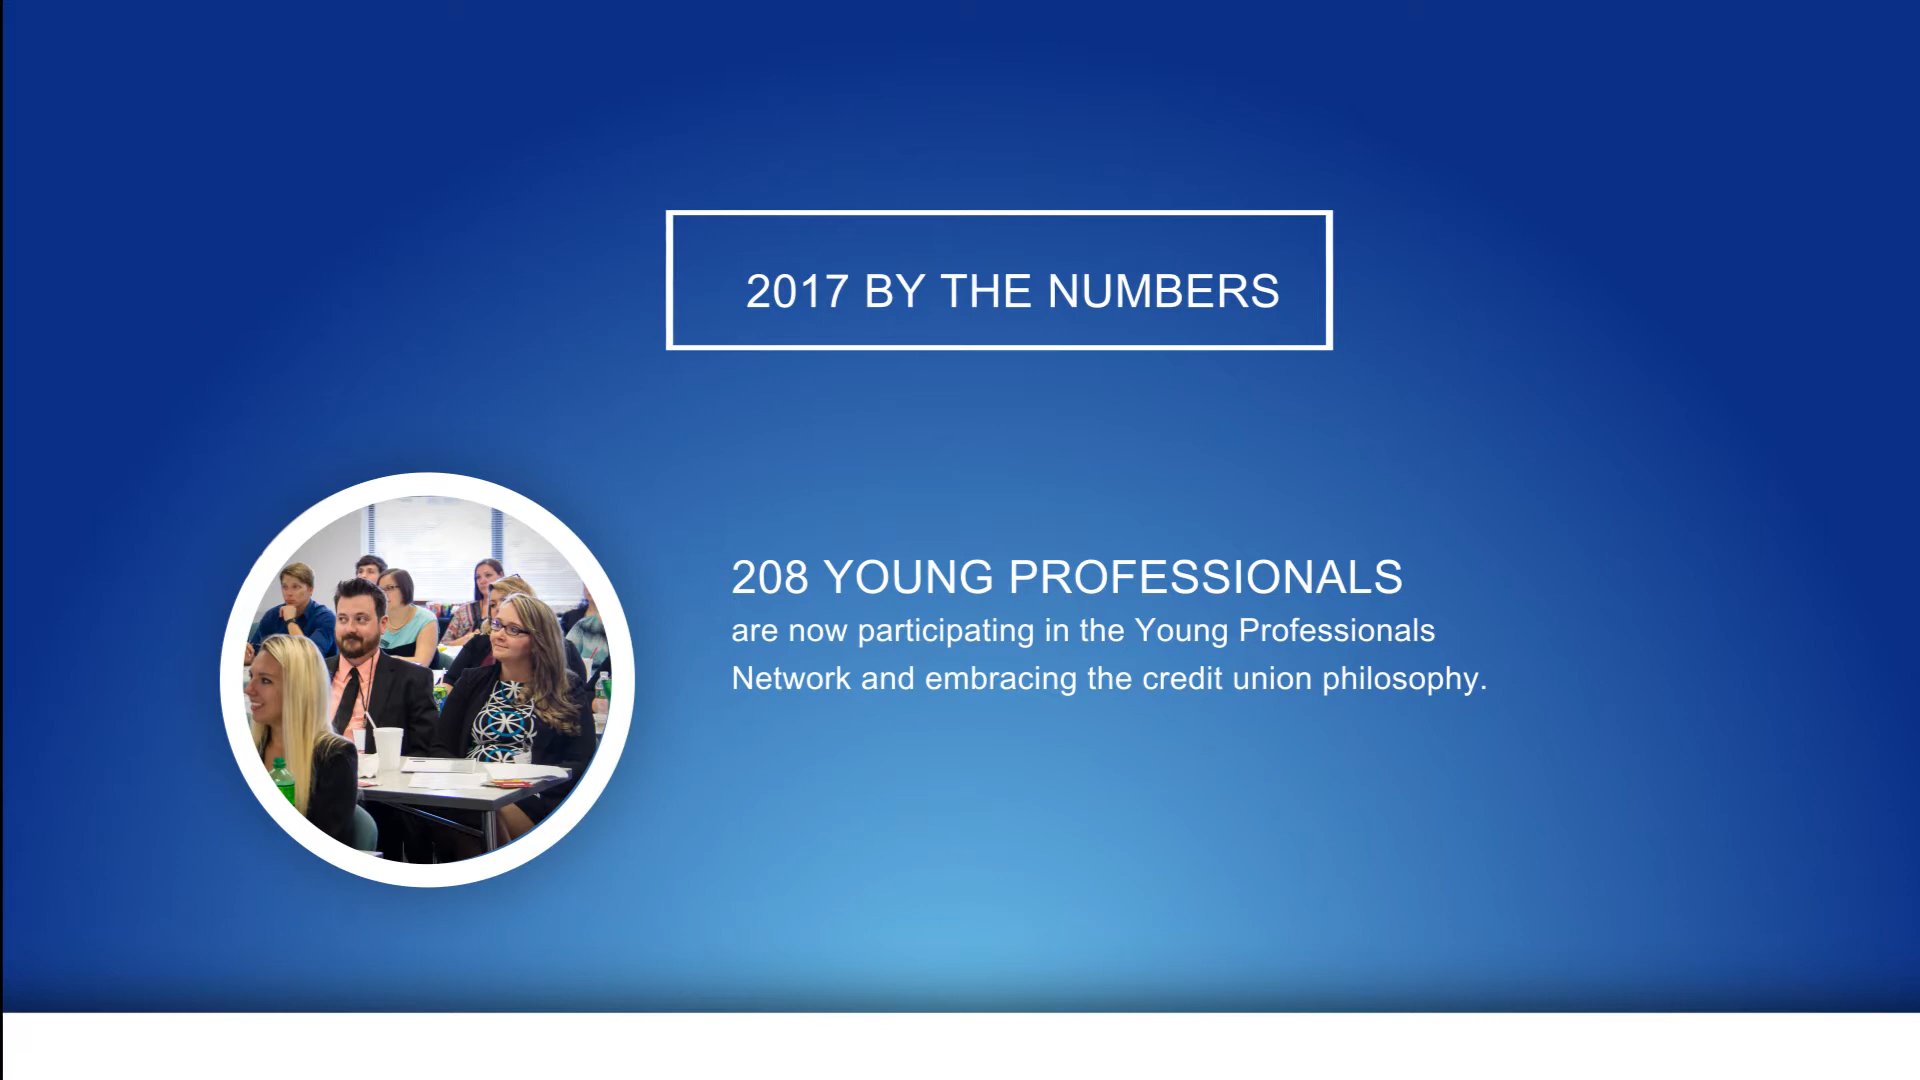 2017 BY THE NUMBERS
208 YOUNG PROFESSIONALS
are now participating in the Young Professionals
Network and embracing the credit union philosophy.